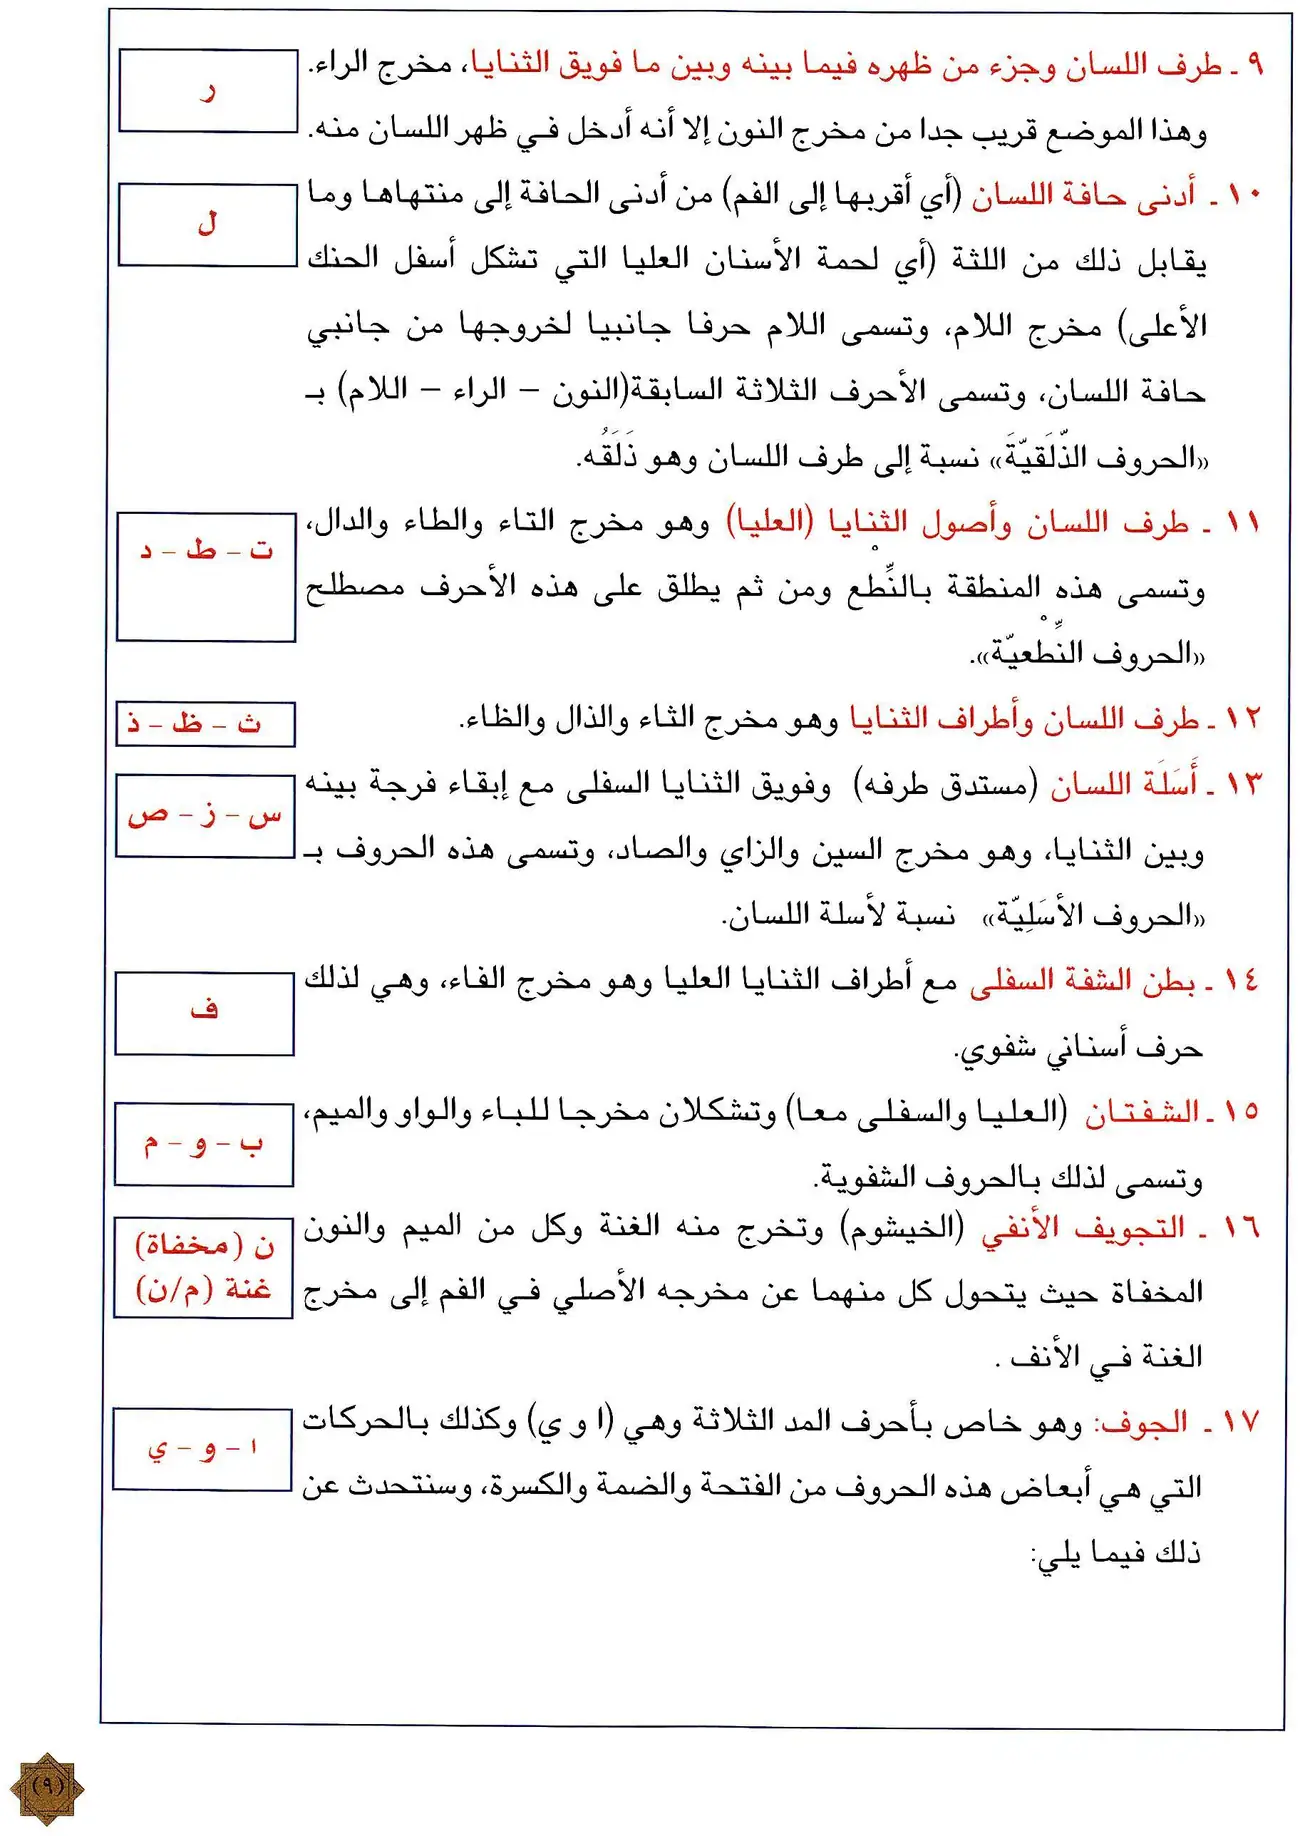 ٩ ـ طرف اللسان وجزء من ظهره فيما بينه وبين ما فويق الثنايا، مخرج الراء.
ر
وهذا الموضع قريب جدا من مخرج النون إلا أنه أدخل في ظهر اللسان منه.
١٠ ـ أدنى حافة اللسان (أي أقربها إلى الفم) من أدنى الحافة إلى منتهاها وما
ل
يقابل ذلك من اللثة (أي لحمة الأسنان العليا التي تشكل أسفل الحنك
الأعلى) مخرج اللام، وتسمى اللام حرفا جانبيا لخروجها من جانبي
حافة اللسان، وتسمى الأحرف الثلاثة السابقة(النون – الراء – اللام) بـ
«الحروف الذّلَقيّةَ» نسبة إلى طرف اللسان وهو ذَلَقُه.
١١ ـ طرف اللسان وأصول الثنايا (العليا) وهو مخرج التاء والطاء والدال،
ت – ط – د
وتسمى هذه المنطقة بالنِّطْع ومن ثم يطلق على هذه الأحرف مصطلح
«الحروف النِّطْعيّة».
١٢ ـ طرف اللسان وأطراف الثنايا وهو مخرج الثاء والذال والظاء.
ث – ظ – ذ
١٣ ـ أَسَلَة اللسان (مستدق طرفه) وفويق الثنايا السفلى مع إبقاء فرجة بينه
س – ز – ص
وبين الثنايا، وهو مخرج السين والزاي والصاد، وتسمى هذه الحروف بـ
«الحروف الأسَلِيّة» نسبة لأسلة اللسان.
١٤ ـ بطن الشفة السفلى مع أطراف الثنايا العليا وهو مخرج الفاء، وهي لذلك
ف
حرف أسناني شفوي.
١٥ ـ الشفتان (العليا والسفلى معا) وتشكلان مخرجا للباء والواو والميم،
ب – و – م
وتسمى لذلك بالحروف الشفوية.
١٦ ـ التجويف الأنفي (الخيشوم) وتخرج منه الغنة وكل من الميم والنون
ن (مخفاة)
غنة (م/ن)
المخفاة حيث يتحول كل منهما عن مخرجه الأصلي في الفم إلى مخرج
الغنة في الأنف .
١٧ ـ الجوف: وهو خاص بأحرف المد الثلاثة وهي (ا و ي) وكذلك بالحركات
ا – و – ي
التي هي أبعاض هذه الحروف من الفتحة والضمة والكسرة، وسنتحدث عن
ذلك فيما يلي:
(٩)